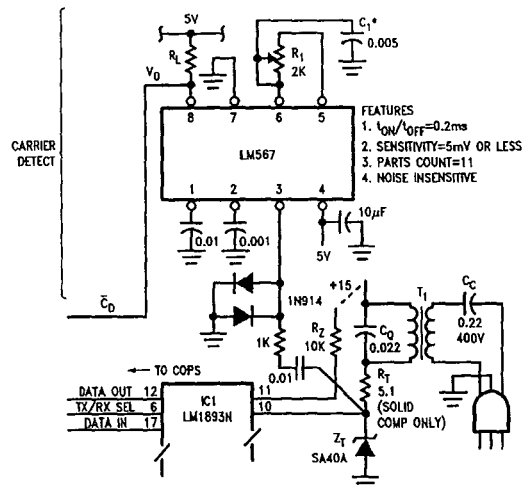 5V
C1*
0.005
RL
R1
2K
VO
8
7
6
5
CARRIER
DETECT
LM567
FEATURES
1. tON/tOFF=0.2ms
2. SENSITIVITY=5mV OR LESS
3. PARTS COUNT=11
4. NOISE INSENSITIVE
1
2
3
4
0.01
0.001
10μF
5V
C̅D
1N914
+15
T1
CC
0.22
400V
RZ
10K
CQ
0.022
1K
0.01
RT
5.1
(SOLID
COMP ONLY)
TO COPS
DATA OUT 12
TX/RX SEL 6
DATA IN 17
IC1
LM1893N
11
10
ZT
SA40A